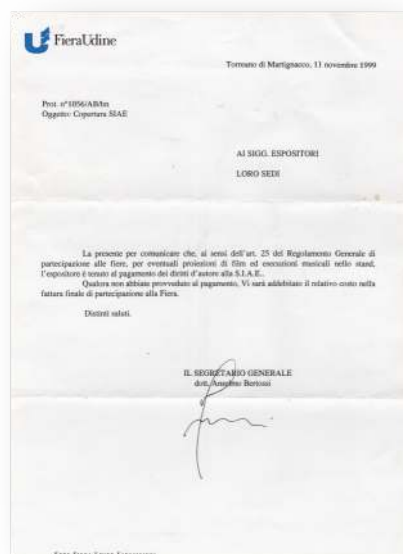 FieraUdine
Torreano di Martignacco, 11 novembre 1999
Prot. n°1056/AB/bn
Oggetto: Copertura SIAE
AI SIGG. ESPOSITORI
LORO SEDI
La presente per comunicare che, ai sensi dell'art. 25 del Regolamento Generale di
partecipazione alle fiere, per eventuali proiezioni di film ed esecuzioni musicali nello stand,
l'espositore è tenuto al pagamento dei diritti d'autore alla S.I.A.E..
Qualora non abbiate provveduto al pagamento, Vi sarà addebitato il relativo costo nella
fattura finale di partecipazione alla Fiera.
Distinti saluti.
IL SEGRETARIO GENERALE
dott. Anselmo Bertossi